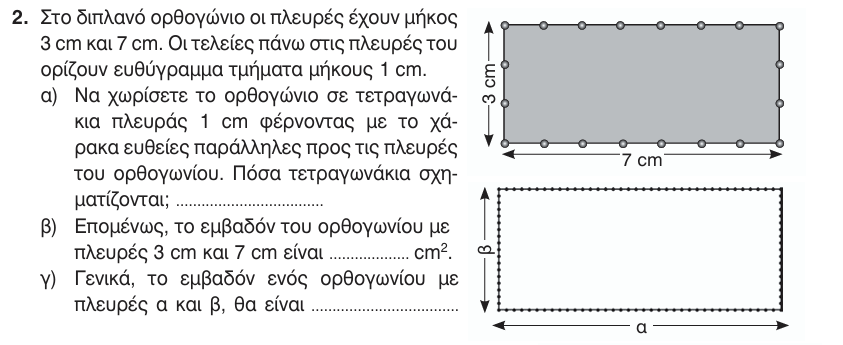 2. Στο διπλανό ορθογώνιο οι πλευρές έχουν μήκος
3 cm και 7 cm. Οι τελείες πάνω στις πλευρές του
ορίζουν ευθύγραμμα τμήματα μήκους 1 cm.
α) Να χωρίσετε το ορθογώνιο σε τετραγωνά-
κια πλευράς 1 cm φέρνοντας με το χά-
ρακα ευθείες παράλληλες προς τις πλευρές
του ορθογωνίου. Πόσα τετραγωνάκια σχη-
ματίζονται; ..................................
β) Επομένως, το εμβαδόν του ορθογωνίου με
πλευρές 3 cm και 7 cm είναι ................... cm².
γ) Γενικά, το εμβαδόν ενός ορθογωνίου με
πλευρές α και β, θα είναι ..................................
3 cm
7 cm
β
α